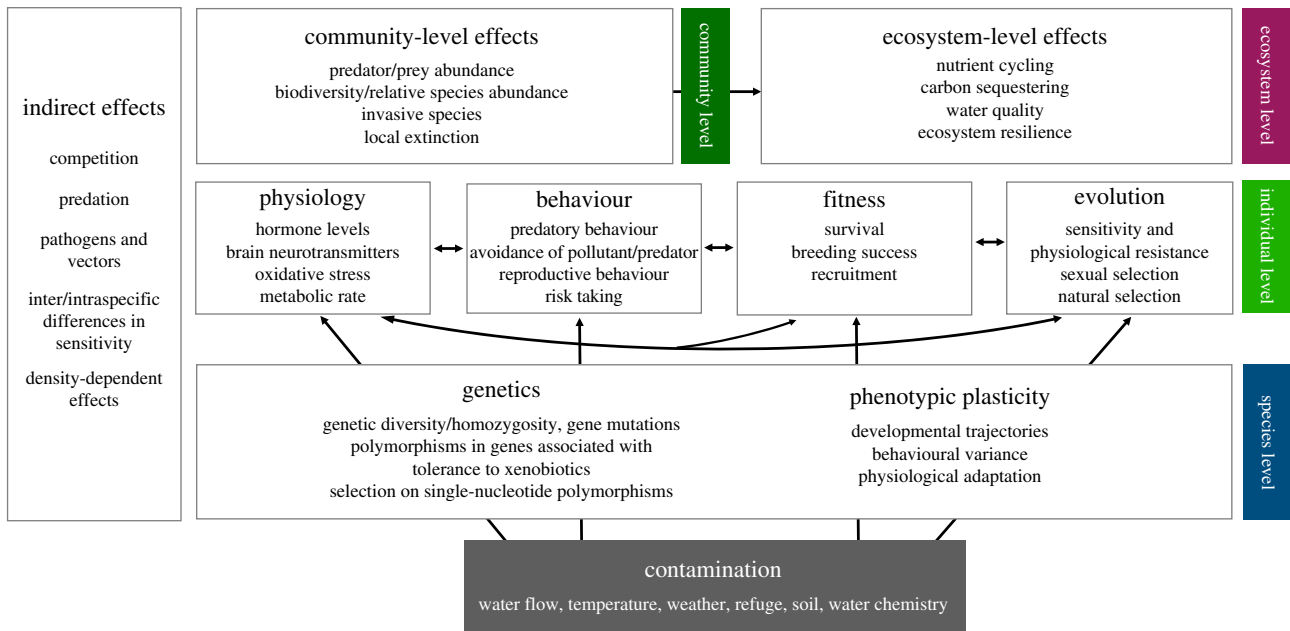 indirect effects
competition
predation
pathogens and
vectors
inter/intraspecific
differences in
sensitivity
density-dependent
effects
community-level effects
predator/prey abundance
biodiversity/relative species abundance
invasive species
local extinction
community level
ecosystem-level effects
nutrient cycling
carbon sequestering
water quality
ecosystem resilience
ecosystem level
physiology
hormone levels
brain neurotransmitters
oxidative stress
metabolic rate
behaviour
predatory behaviour
avoidance of pollutant/predator
reproductive behaviour
risk taking
fitness
survival
breeding success
recruitment
evolution
sensitivity and
physiological resistance
sexual selection
natural selection
individual level
genetics
genetic diversity/homozygosity, gene mutations
polymorphisms in genes associated with
tolerance to xenobiotics
selection on single-nucleotide polymorphisms
phenotypic plasticity
developmental trajectories
behavioural variance
physiological adaptation
species level
contamination
water flow, temperature, weather, refuge, soil, water chemistry